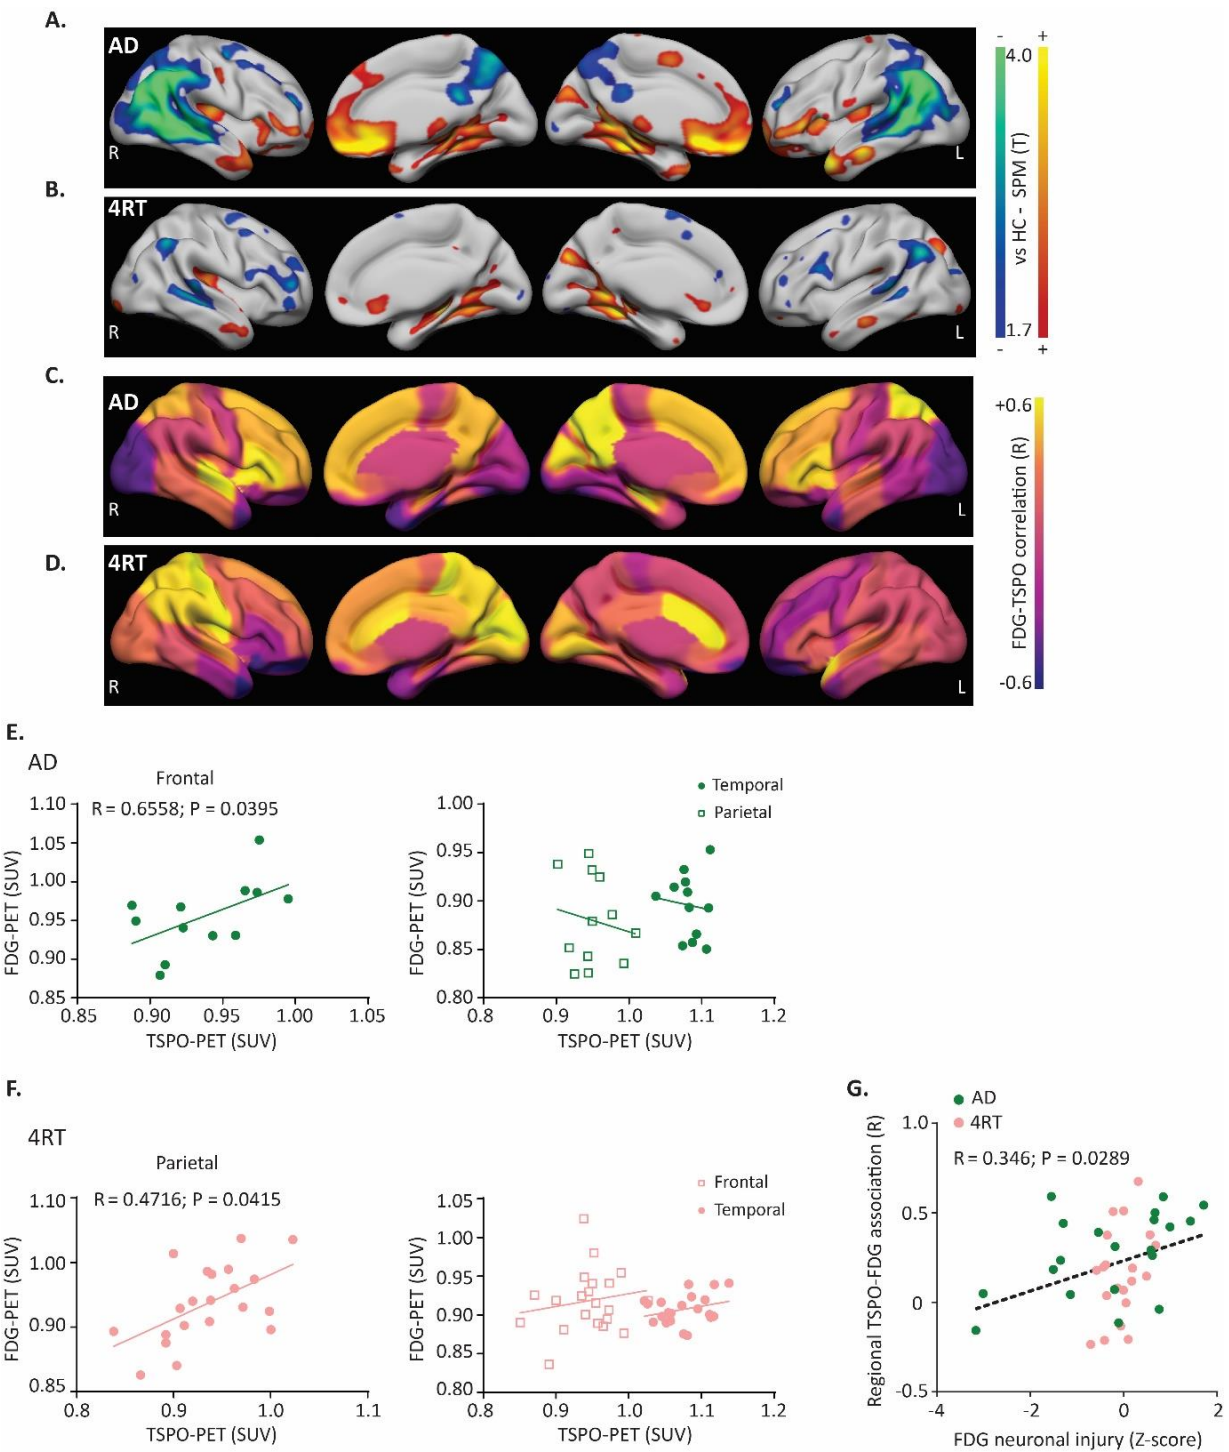 A.
AD
R
L
- +
4.0
vs HC - SPM (T)
1.7
- +
B.
4RT
R
L
C.
AD
R
L
+0.6
FDG-TSPO correlation (R)
-0.6
D.
4RT
R
L
E.
AD
Frontal
R = 0.6558; P = 0.0395
1.10
1.05
1.00
0.95
0.90
0.85
FDG-PET (SUV)
0.85 0.90 0.95 1.00 1.05
TSPO-PET (SUV)
Temporal
Parietal
1.00
0.95
0.90
0.85
0.80
FDG-PET (SUV)
0.8 0.9 1.0 1.1 1.2
TSPO-PET (SUV)
F.
4RT
Parietal
R = 0.4716; P = 0.0415
1.10
1.00
0.90
0.85
FDG-PET (SUV)
0.8 0.9 1.0 1.1
TSPO-PET (SUV)
Frontal
Temporal
1.05
1.00
0.95
0.90
0.85
0.80
FDG-PET (SUV)
0.8 0.9 1.0 1.1 1.2
TSPO-PET (SUV)
G.
AD
4RT
R = 0.346; P = 0.0289
1.0
0.5
0
-0.5
Regional TSPO-FDG association (R)
-4 -2 0 2
FDG neuronal injury (Z-score)